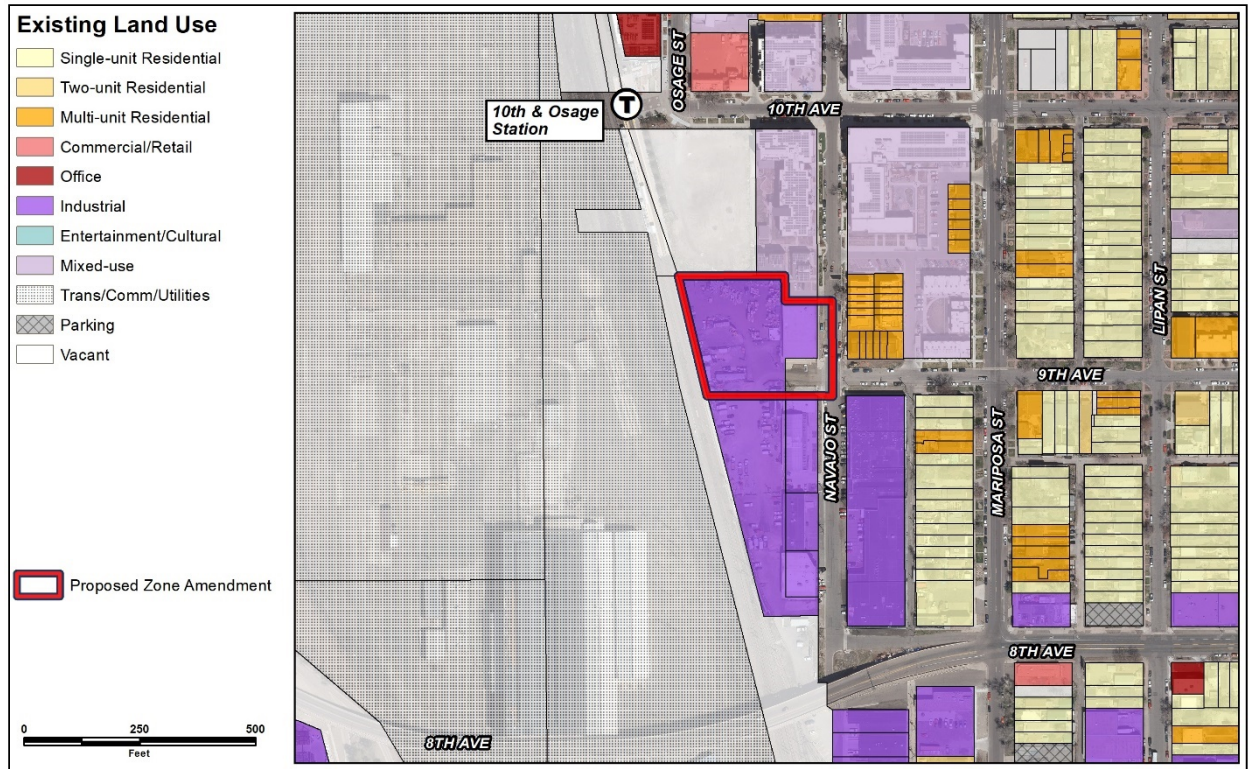 Existing Land Use
Single-unit Residential
Two-unit Residential
Multi-unit Residential
Commercial/Retail
Office
Industrial
Entertainment/Cultural
Mixed-use
Trans/Comm/Utilities
Parking
Vacant
Proposed Zone Amendment
0 250 500
Feet
10th & Osage
Station
T
OSAGE ST
10TH AVE
LIPAN ST
9TH AVE
NAVAJO ST
MARIPOSA ST
8TH AVE
8TH AVE